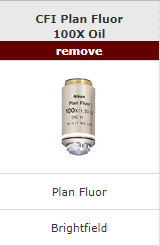 CFI Plan Fluor
100X Oil
remove
Nikon
Plan Fluor
100x/1.30 Oil
DIC H
Plan Fluor
Brightfield